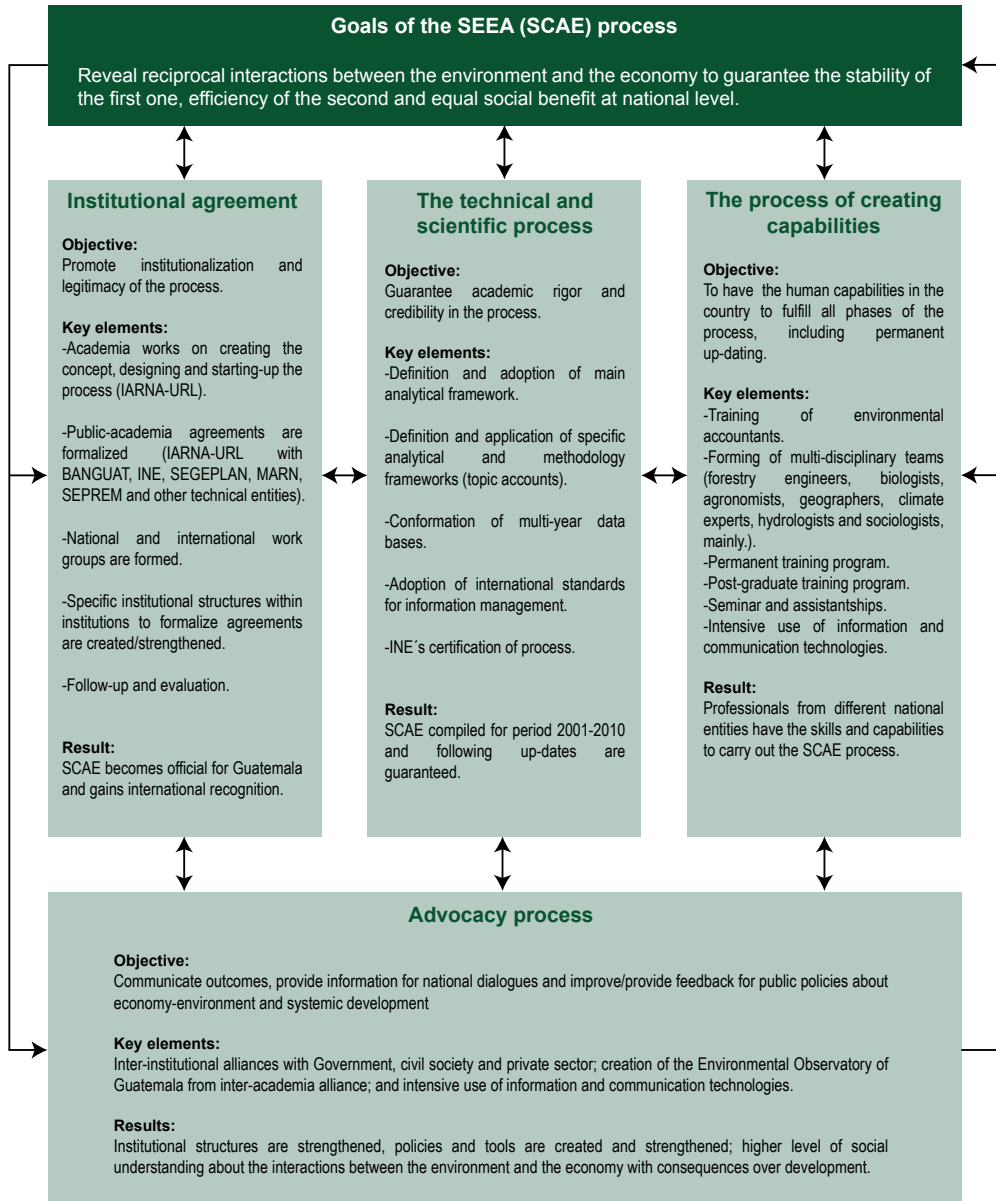 Goals of the SEEA (SCAE) process
Reveal reciprocal interactions between the environment and the economy to guarantee the stability of
the first one, efficiency of the second and equal social benefit at national level.
Institutional agreement
Objective:
Promote institutionalization and
legitimacy of the process.
Key elements:
-Academia works on creating the
concept, designing and starting-up the
process (IARNA-URL).
-Public-academia agreements are
formalized (IARNA-URL with
BANGUAT, INE, SEGEPLAN, MARN,
SEPREM and other technical entities).
-National and international work
groups are formed.
-Specific institutional structures within
institutions to formalize agreements
are created/strengthened.
-Follow-up and evaluation.
Result:
SCAE becomes official for Guatemala
and gains international recognition.
The technical and
scientific process
Objective:
Guarantee academic rigor and
credibility in the process.
Key elements:
-Definition and adoption of main
analytical framework.
-Definition and application of specific
analytical and methodology
frameworks (topic accounts).
-Conformation of multi-year data
bases.
-Adoption of international standards
for information management.
-INE´s certification of process.
Result:
SCAE compiled for period 2001-2010
and following up-dates are
guaranteed.
The process of creating
capabilities
Objective:
To have the human capabilities in the
country to fulfill all phases of the
process, including permanent
up-dating.
Key elements:
-Training of environmental
accountants.
-Forming of multi-disciplinary teams
(forestry engineers, biologists,
agronomists, geographers, climate
experts, hydrologists and sociologists,
mainly.).
-Permanent training program.
-Post-graduate training program.
-Seminar and assistantships.
-Intensive use of information and
communication technologies.
Result:
Professionals from different national
entities have the skills and capabilities
to carry out the SCAE process.
Advocacy process
Objective:
Communicate outcomes, provide information for national dialogues and improve/provide feedback for public policies about
economy-environment and systemic development
Key elements:
Inter-institutional alliances with Government, civil society and private sector; creation of the Environmental Observatory of
Guatemala from inter-academia alliance; and intensive use of information and communication technologies.
Results:
Institutional structures are strengthened, policies and tools are created and strengthened; higher level of social
understanding about the interactions between the environment and the economy with consequences over development.